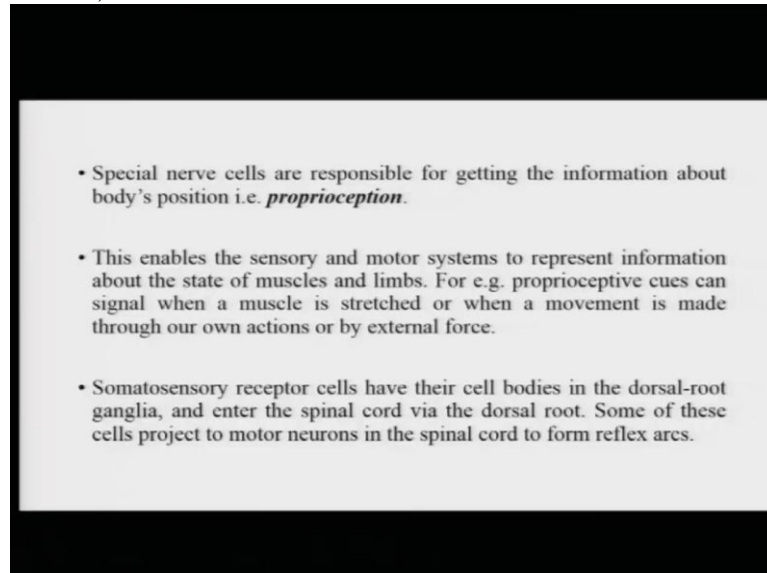 • Special nerve cells are responsible for getting the information about
body's position i.e. proprioception.
• This enables the sensory and motor systems to represent information
about the state of muscles and limbs. For e.g. proprioceptive cues can
signal when a muscle is stretched or when a movement is made
through our own actions or by external force.
• Somatosensory receptor cells have their cell bodies in the dorsal-root
ganglia, and enter the spinal cord via the dorsal root. Some of these
cells project to motor neurons in the spinal cord to form reflex arcs.